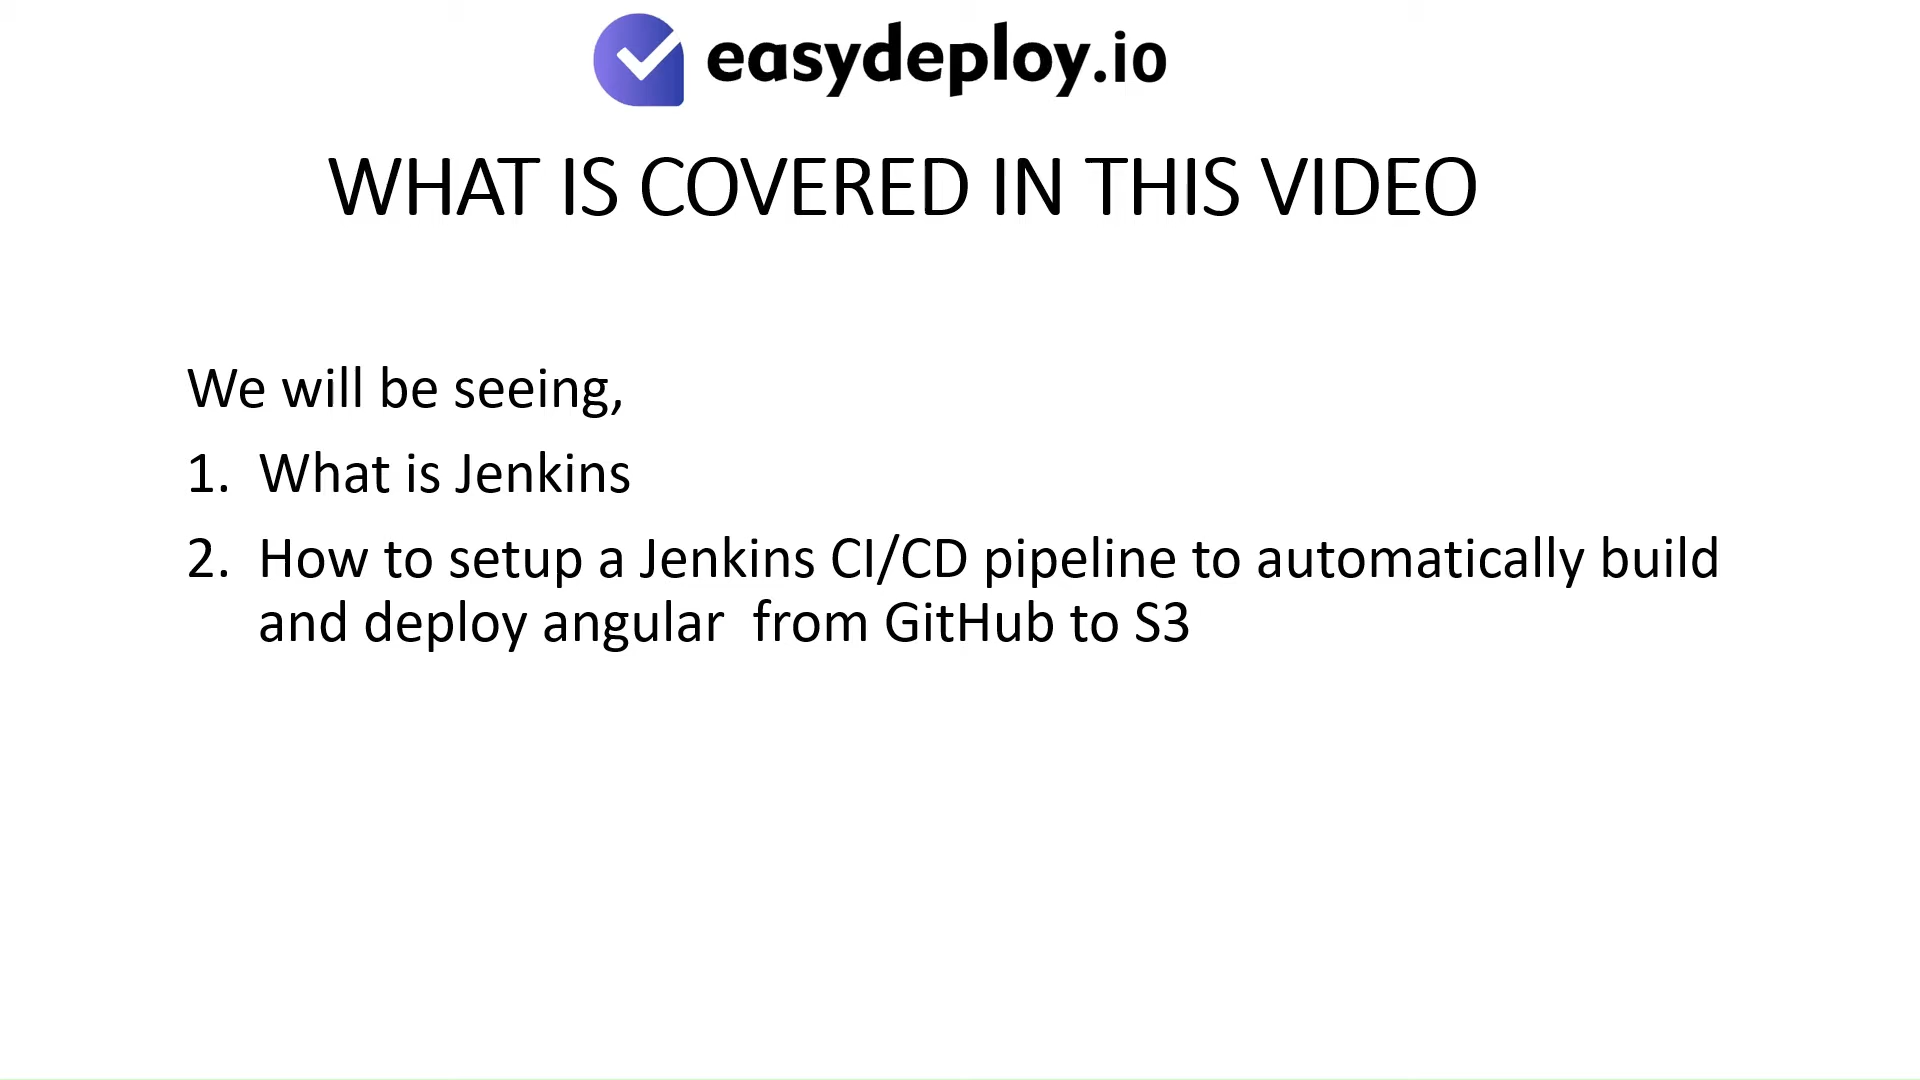 easydeploy.io
WHAT IS COVERED IN THIS VIDEO
We will be seeing,
1. What is Jenkins
2. How to setup a Jenkins CI/CD pipeline to automatically build
and deploy angular  from GitHub to S3